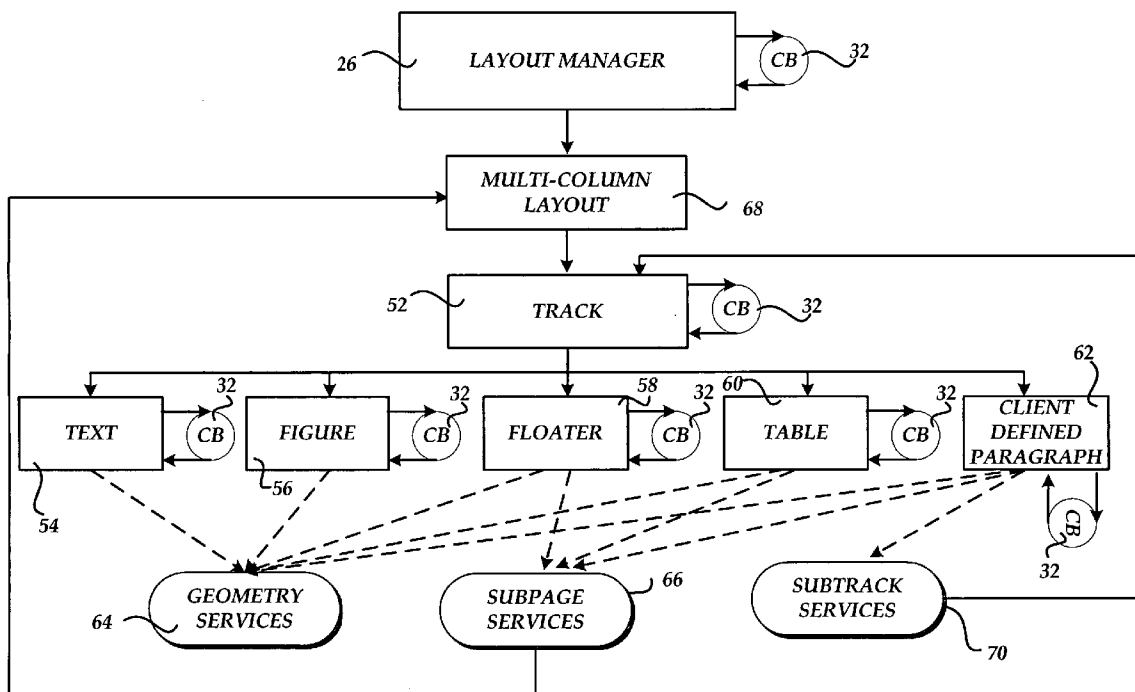 LAYOUT MANAGER
26
CB
32
MULTI-COLUMN
LAYOUT
68
TRACK
52
CB
32
TEXT
54
CB
32
FIGURE
56
CB
32
FLOATER
58
CB
32
TABLE
60
CB
32
CLIENT
DEFINED
PARAGRAPH
62
CB
32
GEOMETRY
SERVICES
64
SUBPAGE
SERVICES
66
SUBTRACK
SERVICES
70